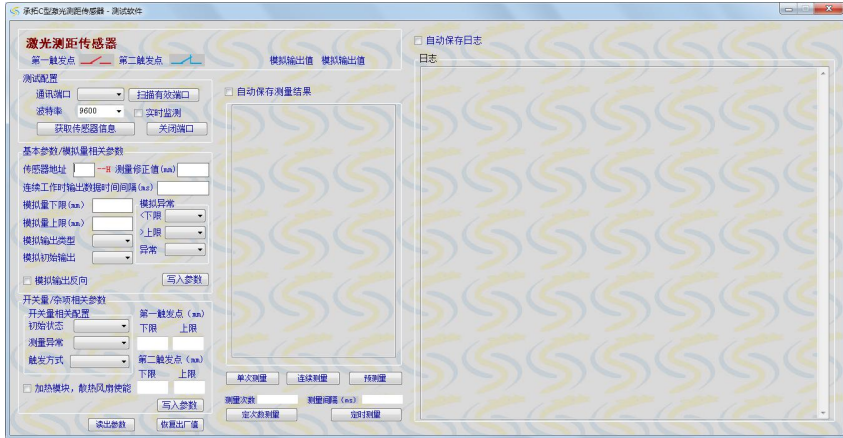 承拓C型激光测距传感器 - 测试软件
激光测距传感器
第一触发点 第二触发点 模拟输出值 模拟输出值
测试配置
通讯端口 扫描有效端口
波特率 9600 实时监测
获取传感器信息 关闭端口
基本参数/模拟量相关参数
传感器地址 --H 测量修正值(mm)
连续工作时输出数据时间间隔(ms)
模拟量下限(mm) 模拟异常
<下限
模拟量上限(mm)
>上限
模拟输出类型
异常
模拟初始输出
模拟输出反向 写入参数
开关量/杂项相关参数
开关量相关配置 第一触发点(mm)
初始状态 下限 上限
测量异常
触发方式 第二触发点(mm)
下限 上限
加热模块,散热风扇使能
写入参数
读出参数 恢复出厂值
自动保存测量结果
单次测量 连续测量 预测量
测量次数 测量间隔(ms)
定次数测量 定时测量
自动保存日志
日志